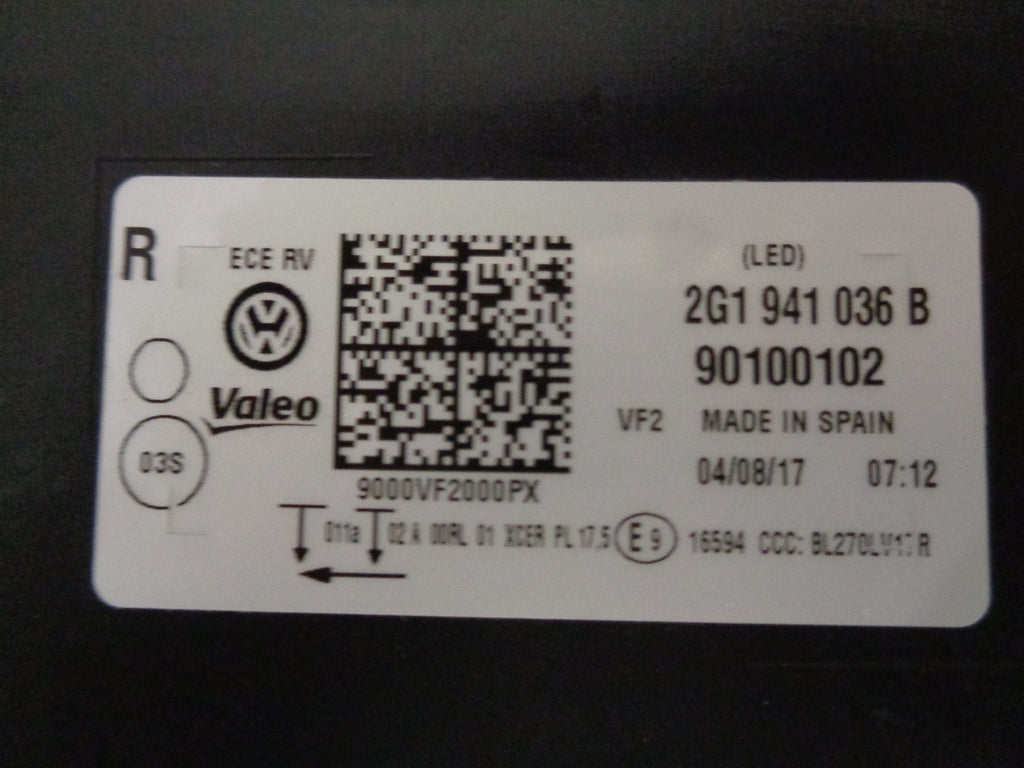 R
ECE RV
(LED)
2G1 941 036 B
Valeo
90100102
VF2 MADE IN SPAIN
03S
04/08/17 07:12
9000VF2000PX
011a 02 A 00RL 01 XCER PL 17,5 E 9 16594 CCC: